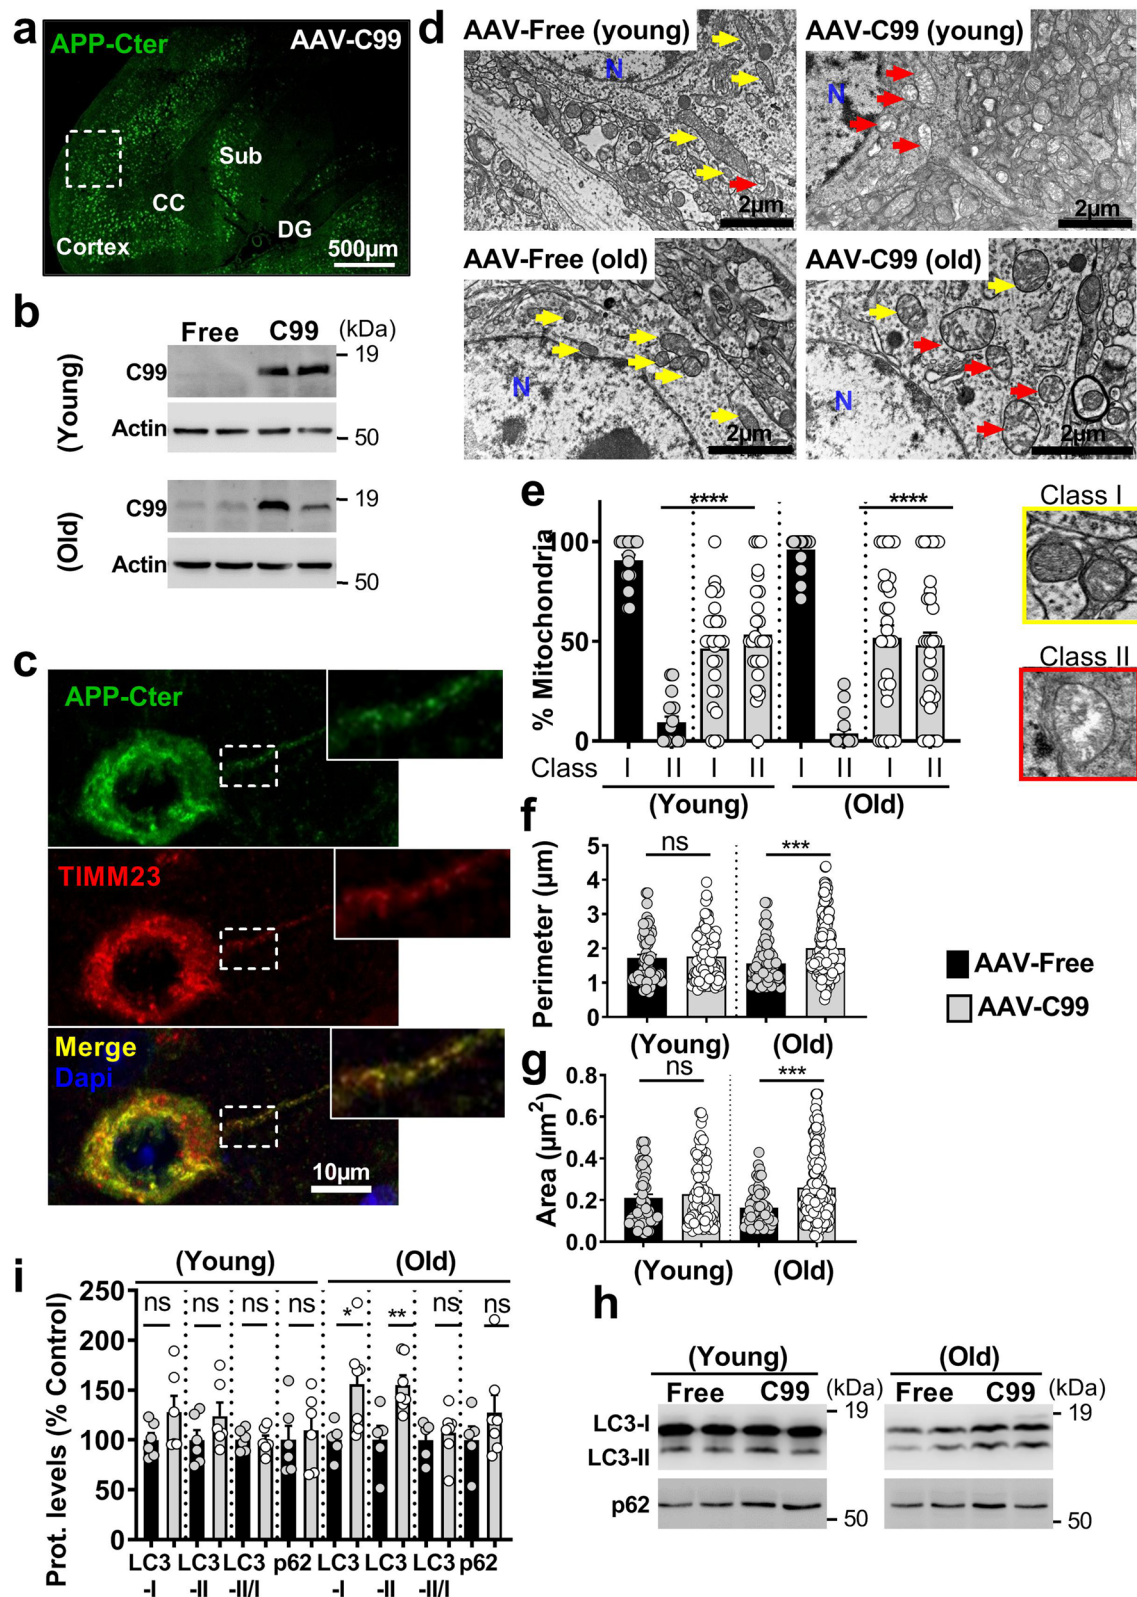 a
APP-Cter
AAV-C99
Sub
CC
DG
Cortex
500µm
b
Free
C99
(kDa)
(Young)
C99
19
Actin
50
(Old)
C99
19
Actin
50
c
APP-Cter
TIMM23
Merge
Dapi
10µm
d
AAV-Free (young)
N
2µm
AAV-C99 (young)
N
2µm
AAV-Free (old)
N
2µm
AAV-C99 (old)
N
2µm
e
% Mitochondria
100
50
0
****
****
Class I II I II I II I II
(Young)
(Old)
Class I
Class II
f
Perimeter (µm)
5
4
3
2
1
0
ns
***
(Young)
(Old)
AAV-Free
AAV-C99
g
Area (µm²)
0.8
0.6
0.4
0.2
0.0
ns
***
(Young)
(Old)
h
(Young)
(Old)
Free
C99
(kDa)
Free
C99
(kDa)
LC3-I
LC3-II
19
19
p62
50
50
i
(Young)
(Old)
Prot. levels (% Control)
250
200
150
100
50
0
ns ns ns ns * ** ns ns
LC3 LC3 LC3 p62 LC3 LC3 LC3 p62
-I -II -II/I -I -II -II/I